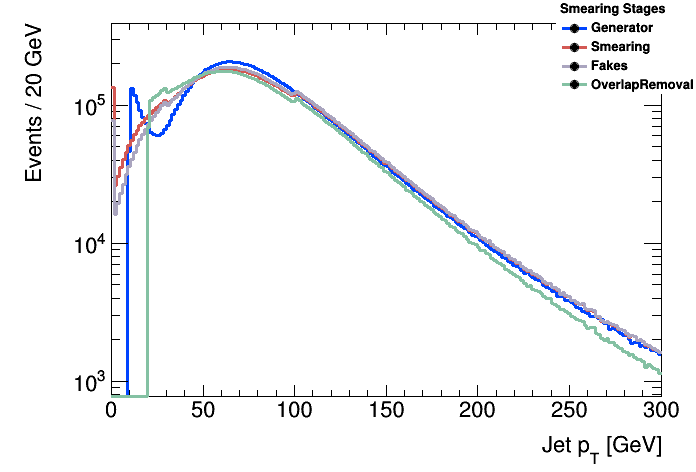 Smearing Stages
Generator
Smearing
Fakes
OverlapRemoval
Events / 20 GeV
10^5
10^4
10^3
0 50 100 150 200 250 300
Jet p_T [GeV]